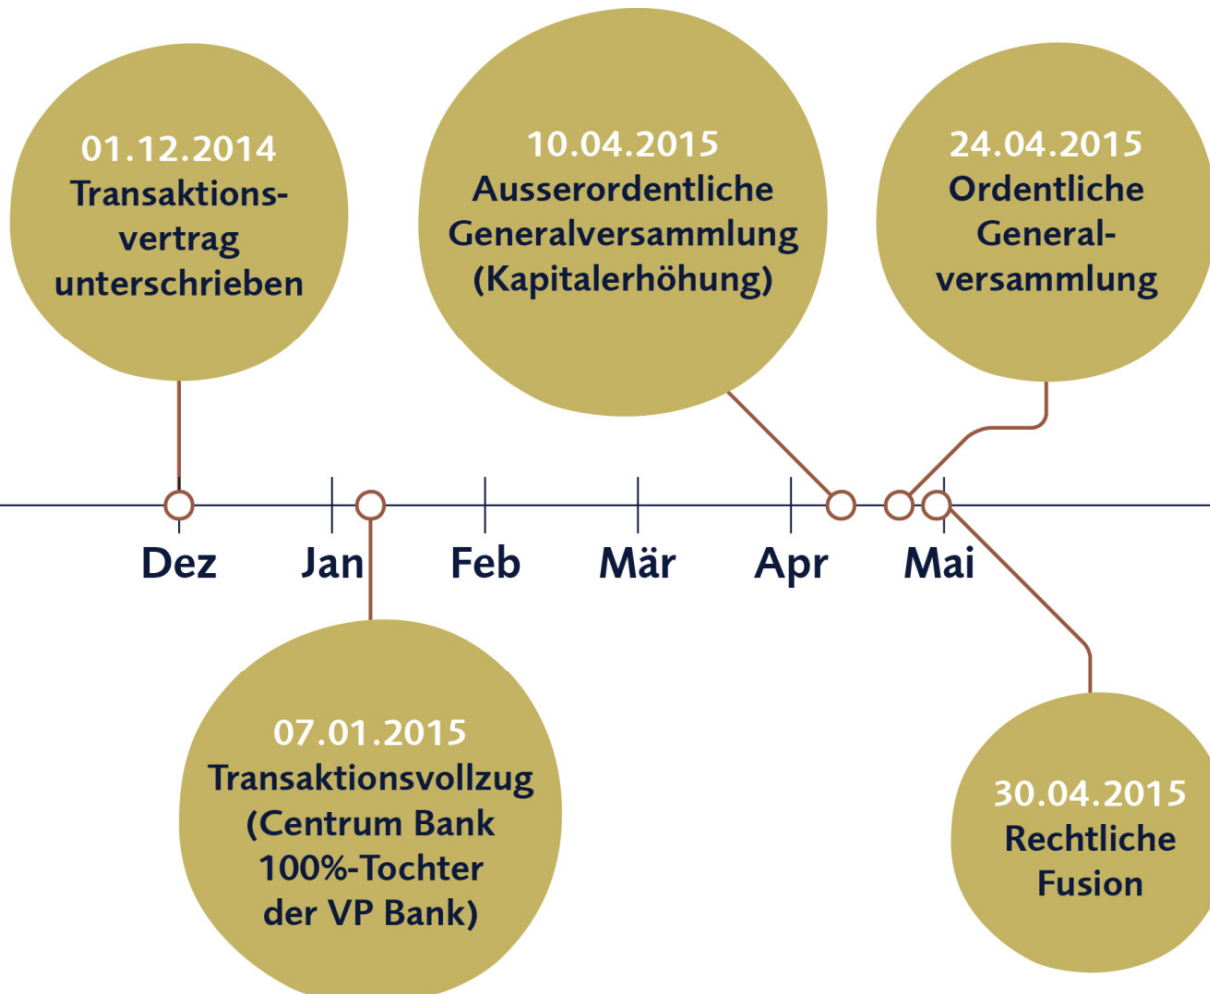 01.12.2014
Transaktions-
vertrag
unterschrieben
10.04.2015
Ausserordentliche
Generalversammlung
(Kapitalerhöhung)
24.04.2015
Ordentliche
General-
versammlung
Dez
Jan
Feb
Mär
Apr
Mai
07.01.2015
Transaktionsvollzug
(Centrum Bank
100%-Tochter
der VP Bank)
30.04.2015
Rechtliche
Fusion